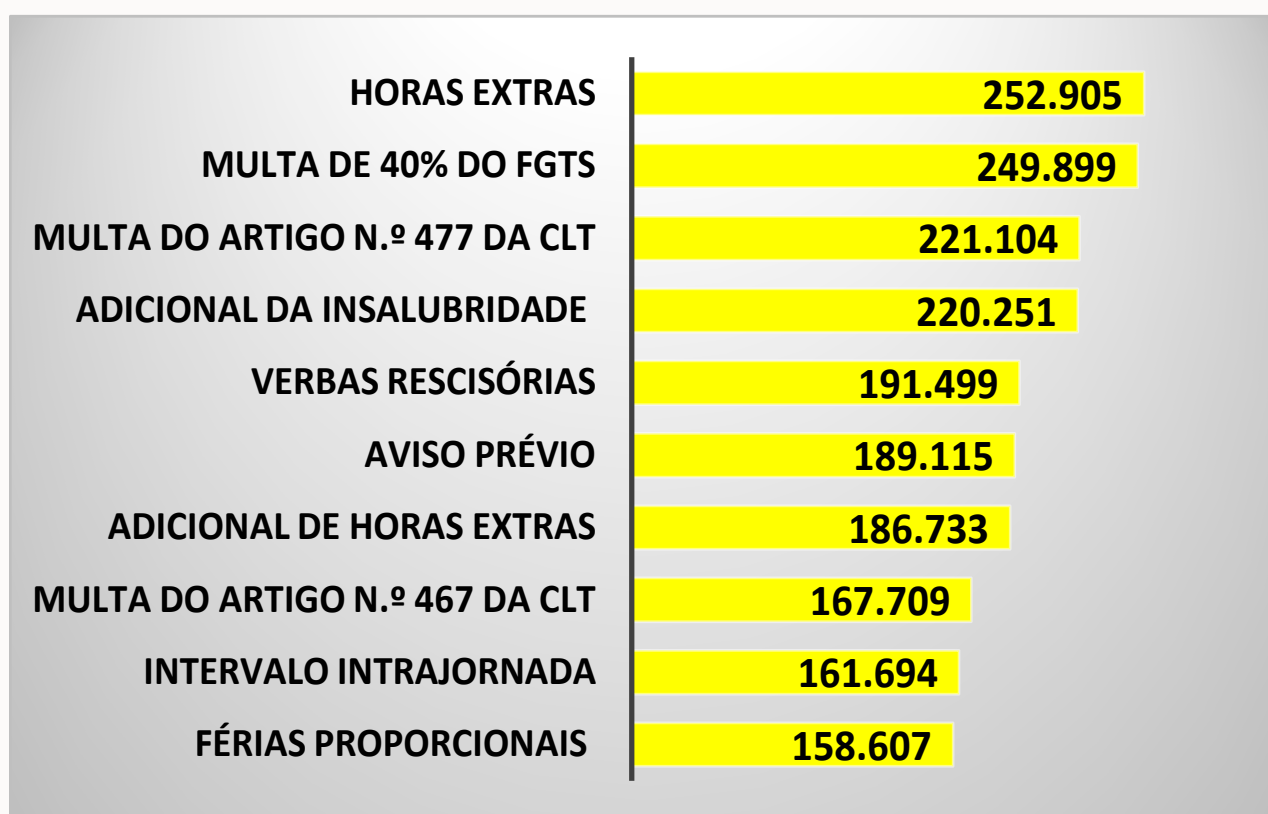 HORAS EXTRAS 252.905
MULTA DE 40% DO FGTS 249.899
MULTA DO ARTIGO N.º 477 DA CLT 221.104
ADICIONAL DA INSALUBRIDADE 220.251
VERBAS RESCISÓRIAS 191.499
AVISO PRÉVIO 189.115
ADICIONAL DE HORAS EXTRAS 186.733
MULTA DO ARTIGO N.º 467 DA CLT 167.709
INTERVALO INTRAJORNADA 161.694
FÉRIAS PROPORCIONAIS 158.607